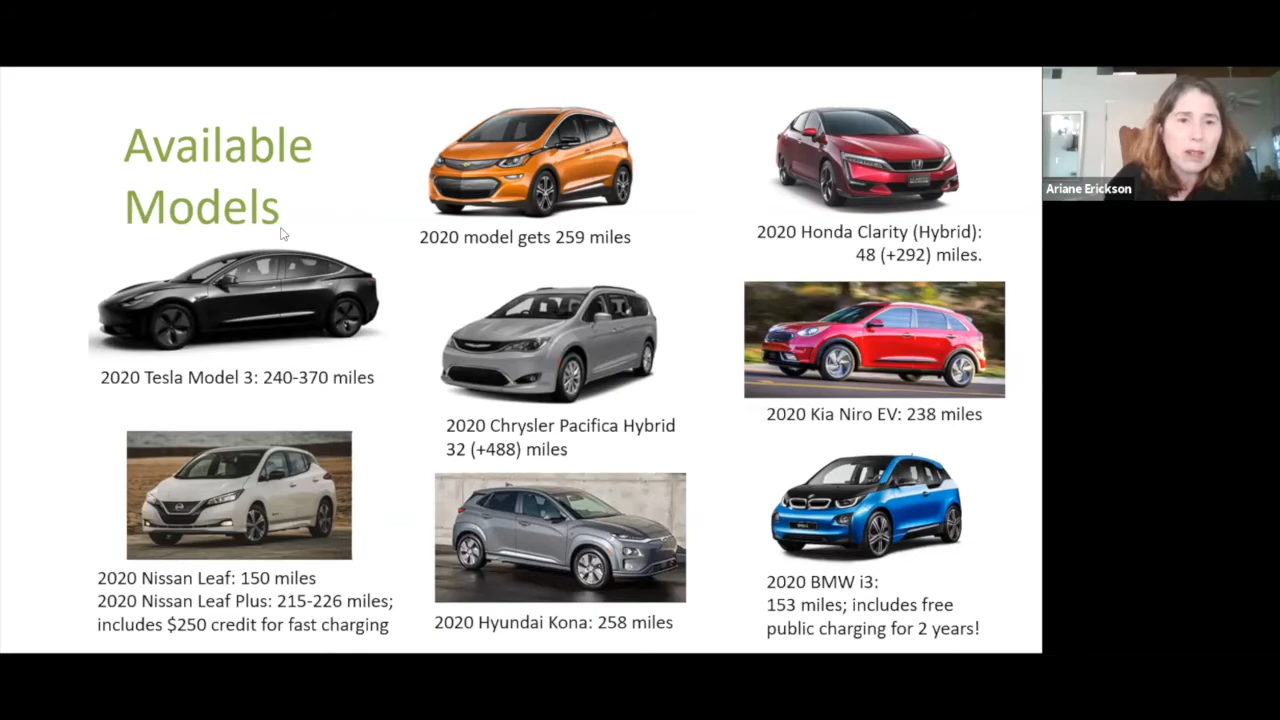 Available
Models
2020 model gets 259 miles
2020 Honda Clarity (Hybrid):
48 (+292) miles.
Ariane Erickson
2020 Tesla Model 3: 240-370 miles
2020 Chrysler Pacifica Hybrid
32 (+488) miles
2020 Kia Niro EV: 238 miles
2020 Nissan Leaf: 150 miles
2020 Nissan Leaf Plus: 215-226 miles;
includes $250 credit for fast charging
2020 Hyundai Kona: 258 miles
2020 BMW i3:
153 miles; includes free
public charging for 2 years!